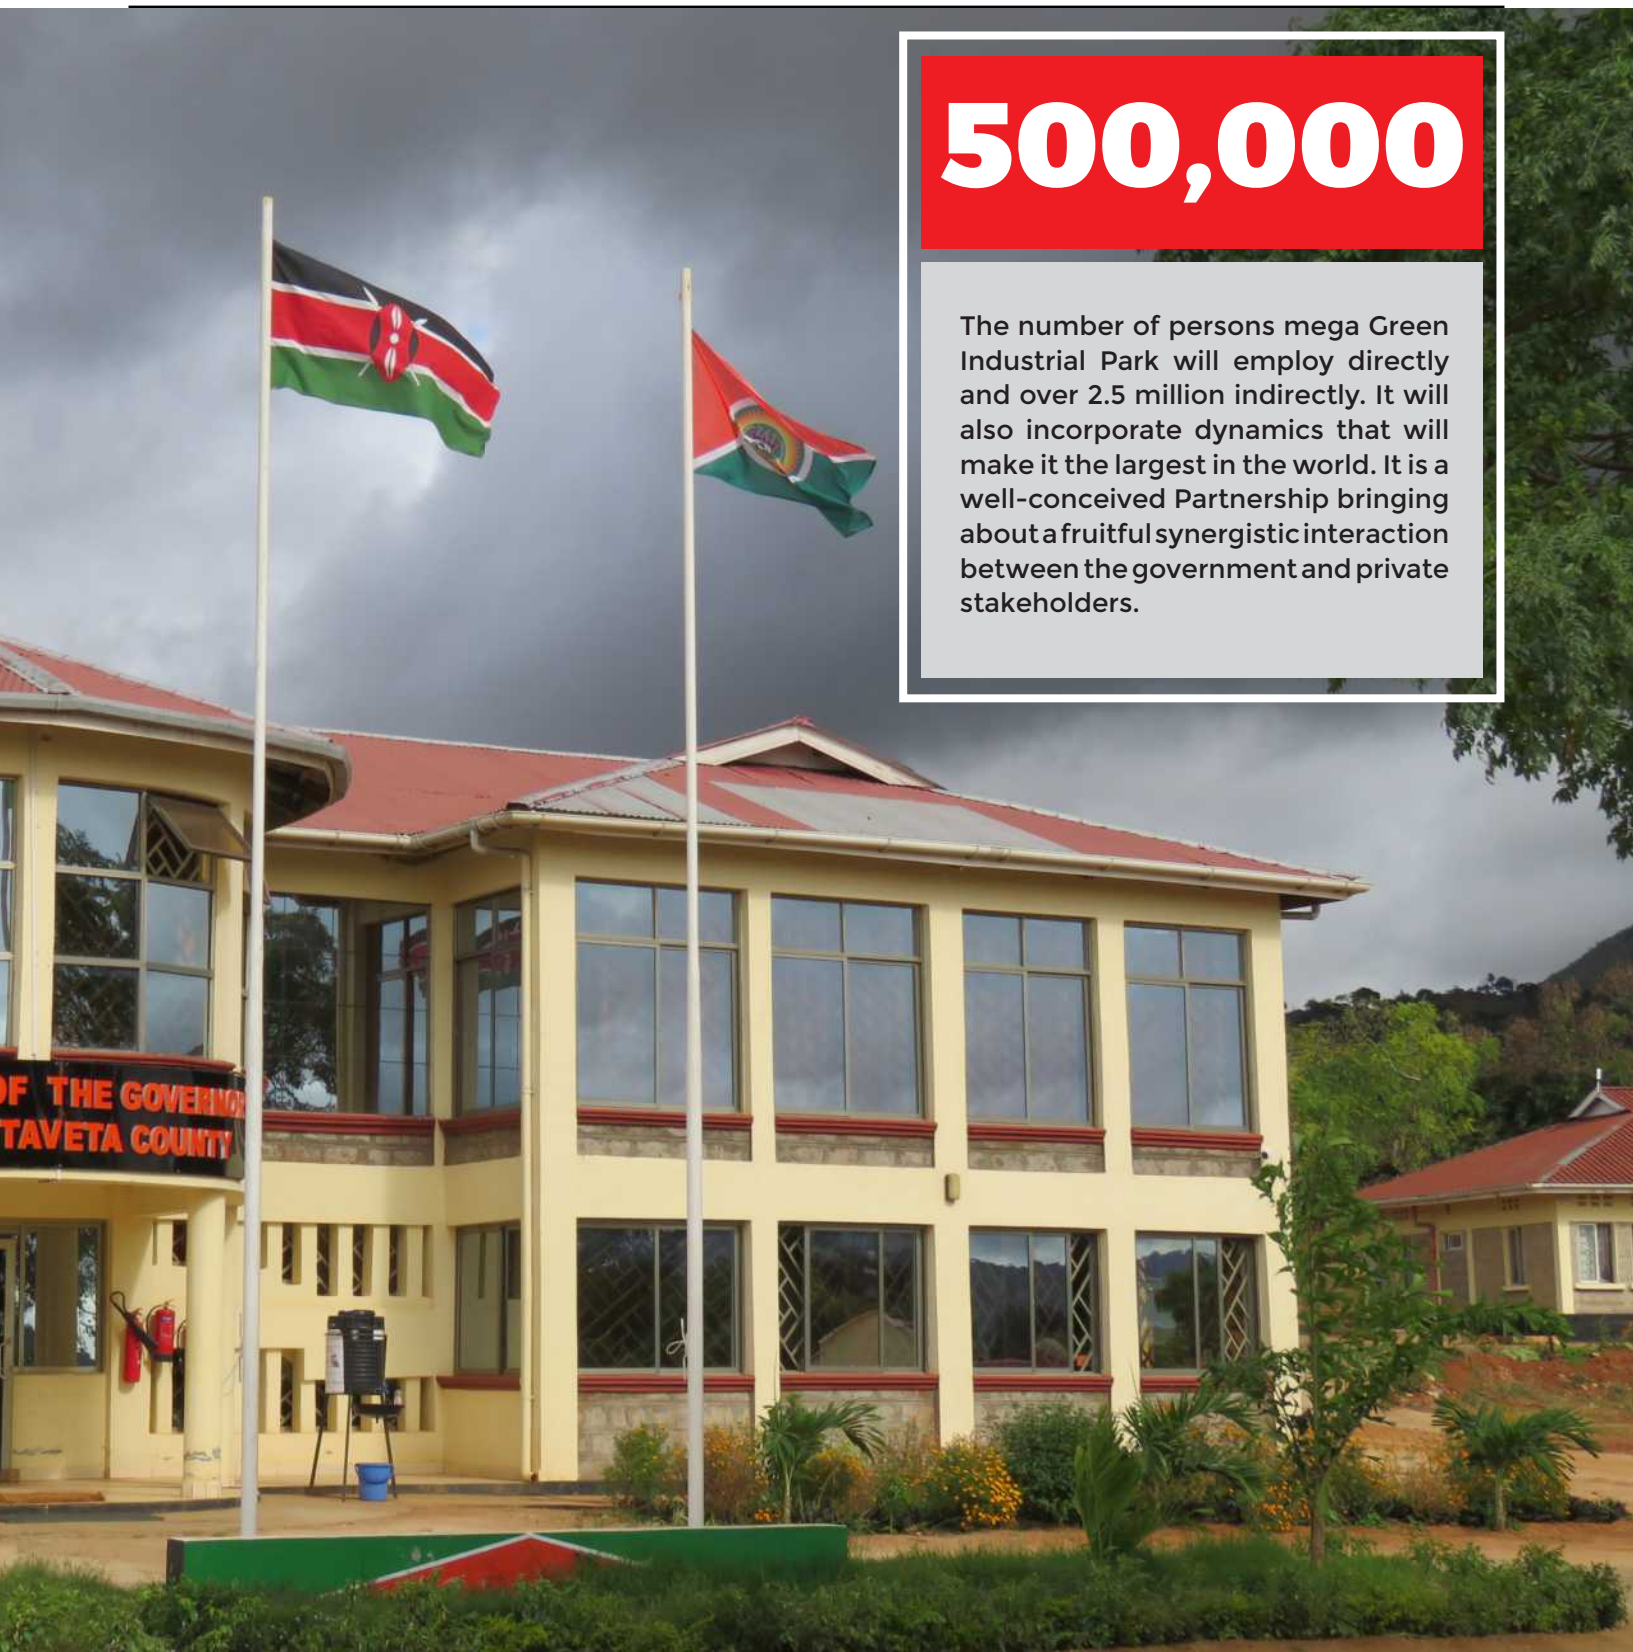 500,000
The number of persons mega Green
Industrial Park will employ directly
and over 2.5 million indirectly. It will
also incorporate dynamics that will
make it the largest in the world. It is a
well-conceived Partnership bringing
about a fruitful synergistic interaction
between the government and private
stakeholders.
OF THE GOVERNOR
TAVETA COUNTY